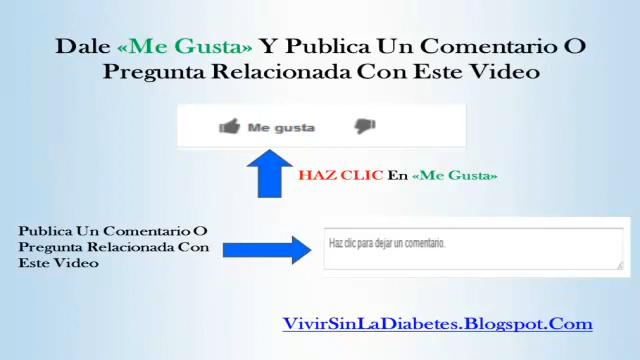 Dale «Me Gusta» Y Publica Un Comentario O
Pregunta Relacionada Con Este Video
Me gusta
HAZ CLIC En «Me Gusta»
Publica Un Comentario O
Pregunta Relacionada Con
Este Video
Haz clic para dejar un comentario.
VivirSinLaDiabetes.Blogspot.Com